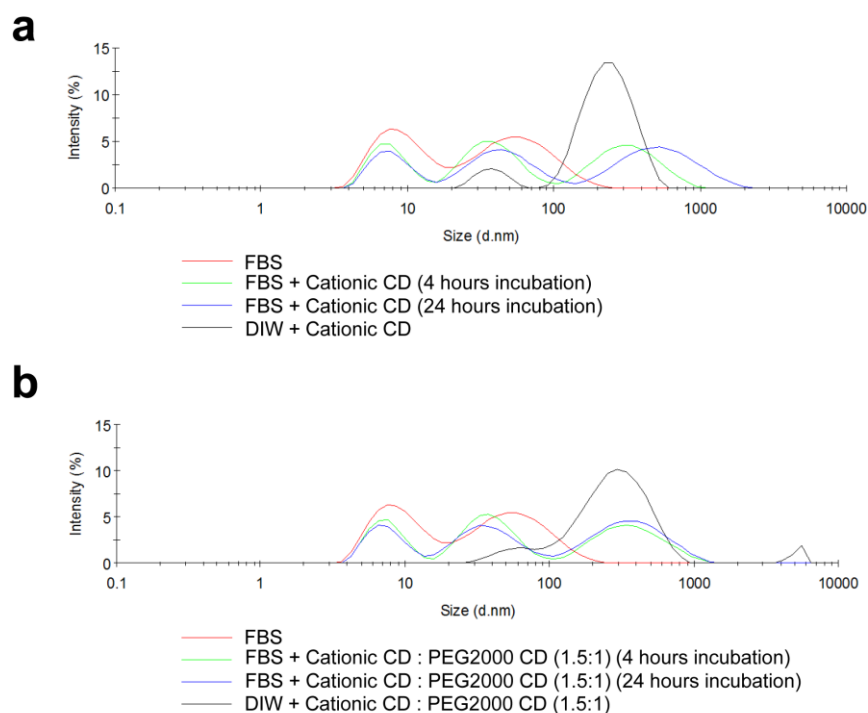 a
15
10
5
0
Intensity (%)
0.1 1 10 100 1000 10000
Size (d.nm)
FBS
FBS + Cationic CD (4 hours incubation)
FBS + Cationic CD (24 hours incubation)
DIW + Cationic CD
b
15
10
5
0
Intensity (%)
0.1 1 10 100 1000 10000
Size (d.nm)
FBS
FBS + Cationic CD : PEG2000 CD (1.5:1) (4 hours incubation)
FBS + Cationic CD : PEG2000 CD (1.5:1) (24 hours incubation)
DIW + Cationic CD : PEG2000 CD (1.5:1)